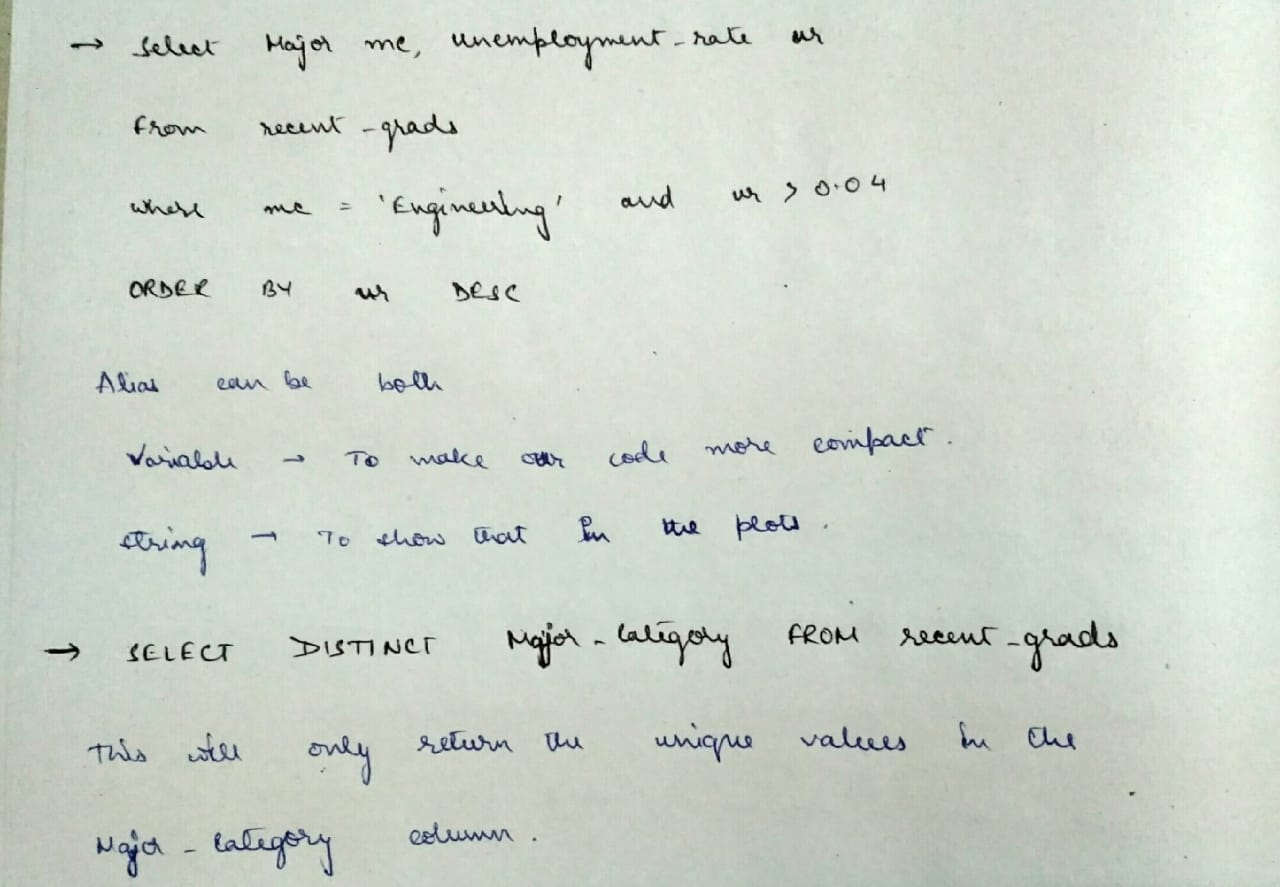 → Select Major mc, unemployment_rate ur
From recent_grads
where mc = 'Engineering' and ur > 0.04
ORDER BY ur DESC
Alias can be both
Variable → To make our code more compact.
string → To show that in the plots.
→ SELECT DISTINCT Major_Category FROM recent_grads
This will only return the unique values in the
Major_Category column.